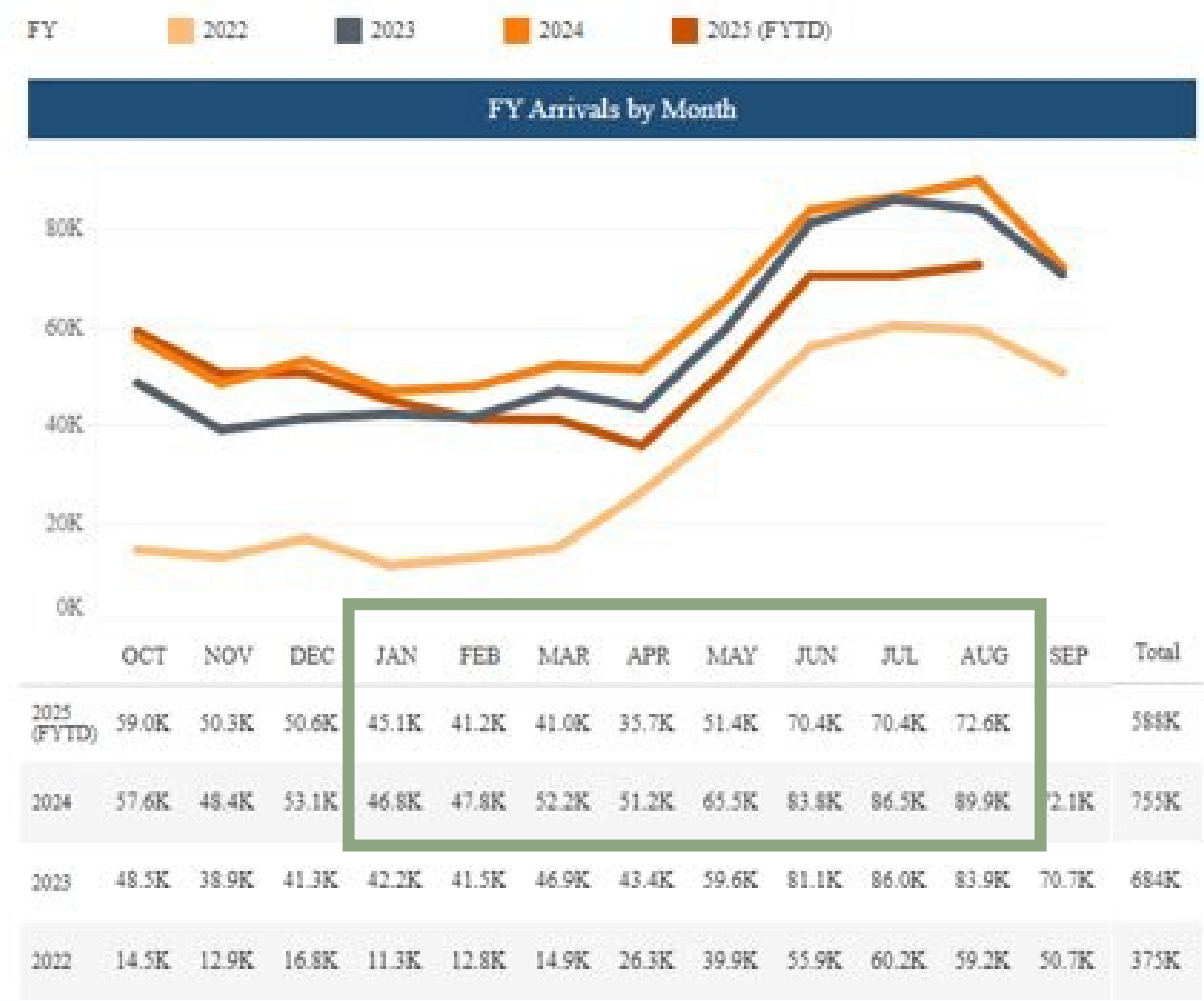 FY 2022 2023 2024 2025 (FYTD)
FY Arrivals by Month
80K
60K
40K
20K
0K
OCT NOV DEC JAN FEB MAR APR MAY JUN JUL AUG SEP Total
2025 (FYTD) 59.0K 50.3K 50.6K 45.1K 41.2K 41.0K 35.7K 51.4K 70.4K 70.4K 72.6K 588K
2024 57.6K 48.4K 53.1K 46.8K 47.8K 52.2K 51.2K 65.5K 83.8K 86.5K 89.9K 72.1K 755K
2023 48.5K 38.9K 41.3K 42.2K 41.5K 46.9K 43.4K 59.6K 81.1K 86.0K 83.9K 70.7K 684K
2022 14.5K 12.9K 16.8K 11.3K 12.8K 14.9K 26.3K 39.9K 55.9K 60.2K 59.2K 50.7K 375K